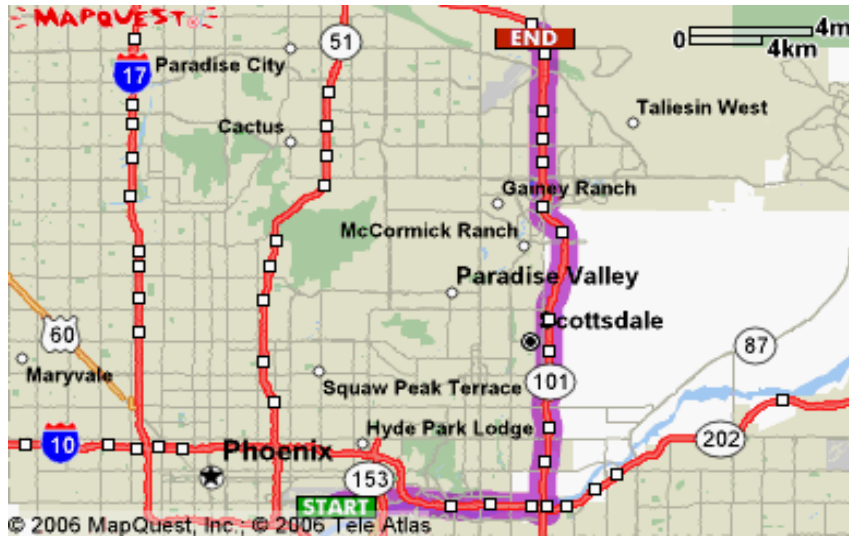 MAPQUEST
51
END
4m
0
4km
17
Paradise City
Taliesin West
Cactus
Gainey Ranch
McCormick Ranch
Paradise Valley
60
Scottsdale
87
Maryvale
Squaw Peak Terrace
101
Hyde Park Lodge
202
10
Phoenix
153
START
© 2006 MapQuest, Inc., © 2006 Tele Atlas